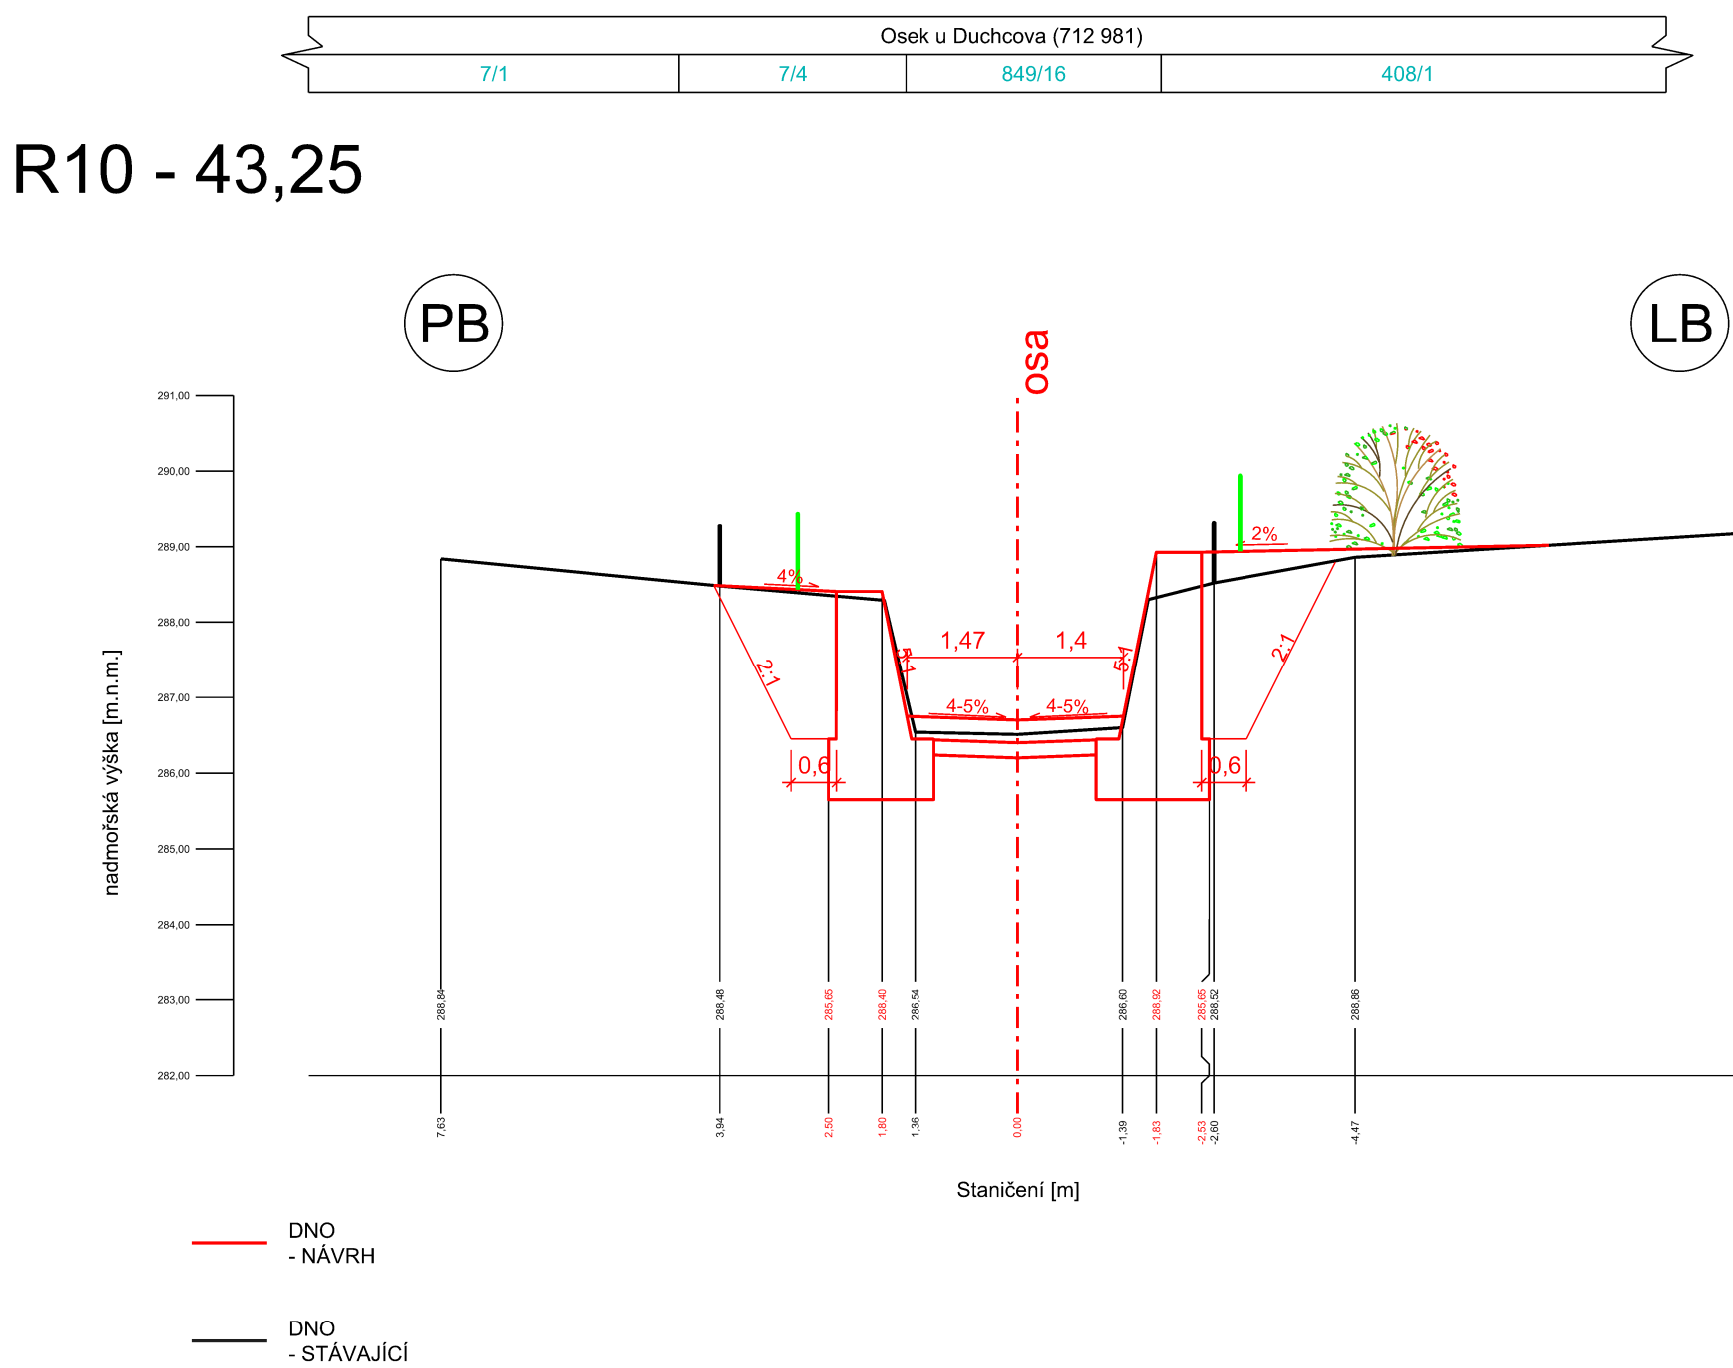 Osek u Duchcova (712 981)
7/1 7/4 849/16 408/1
R10 - 43,25
PB LB
osa
291,00
290,00
289,00
288,00
287,00
286,00
285,00
284,00
283,00
282,00
nadmořská výška [m.n.m.]
2%
4%
1,47 1,4
5:1 5:1
2:1 2:1
4-5% 4-5%
0,6 0,6
288,84 288,48 285,65 288,40 286,54 286,60 288,92 285,65 288,52 288,86
7,63 3,94 2,50 1,80 1,36 0,00 -1,39 -1,83 -2,53 -2,60 -4,47
Staničení [m]
DNO
- NÁVRH
DNO
- STÁVAJÍCÍ